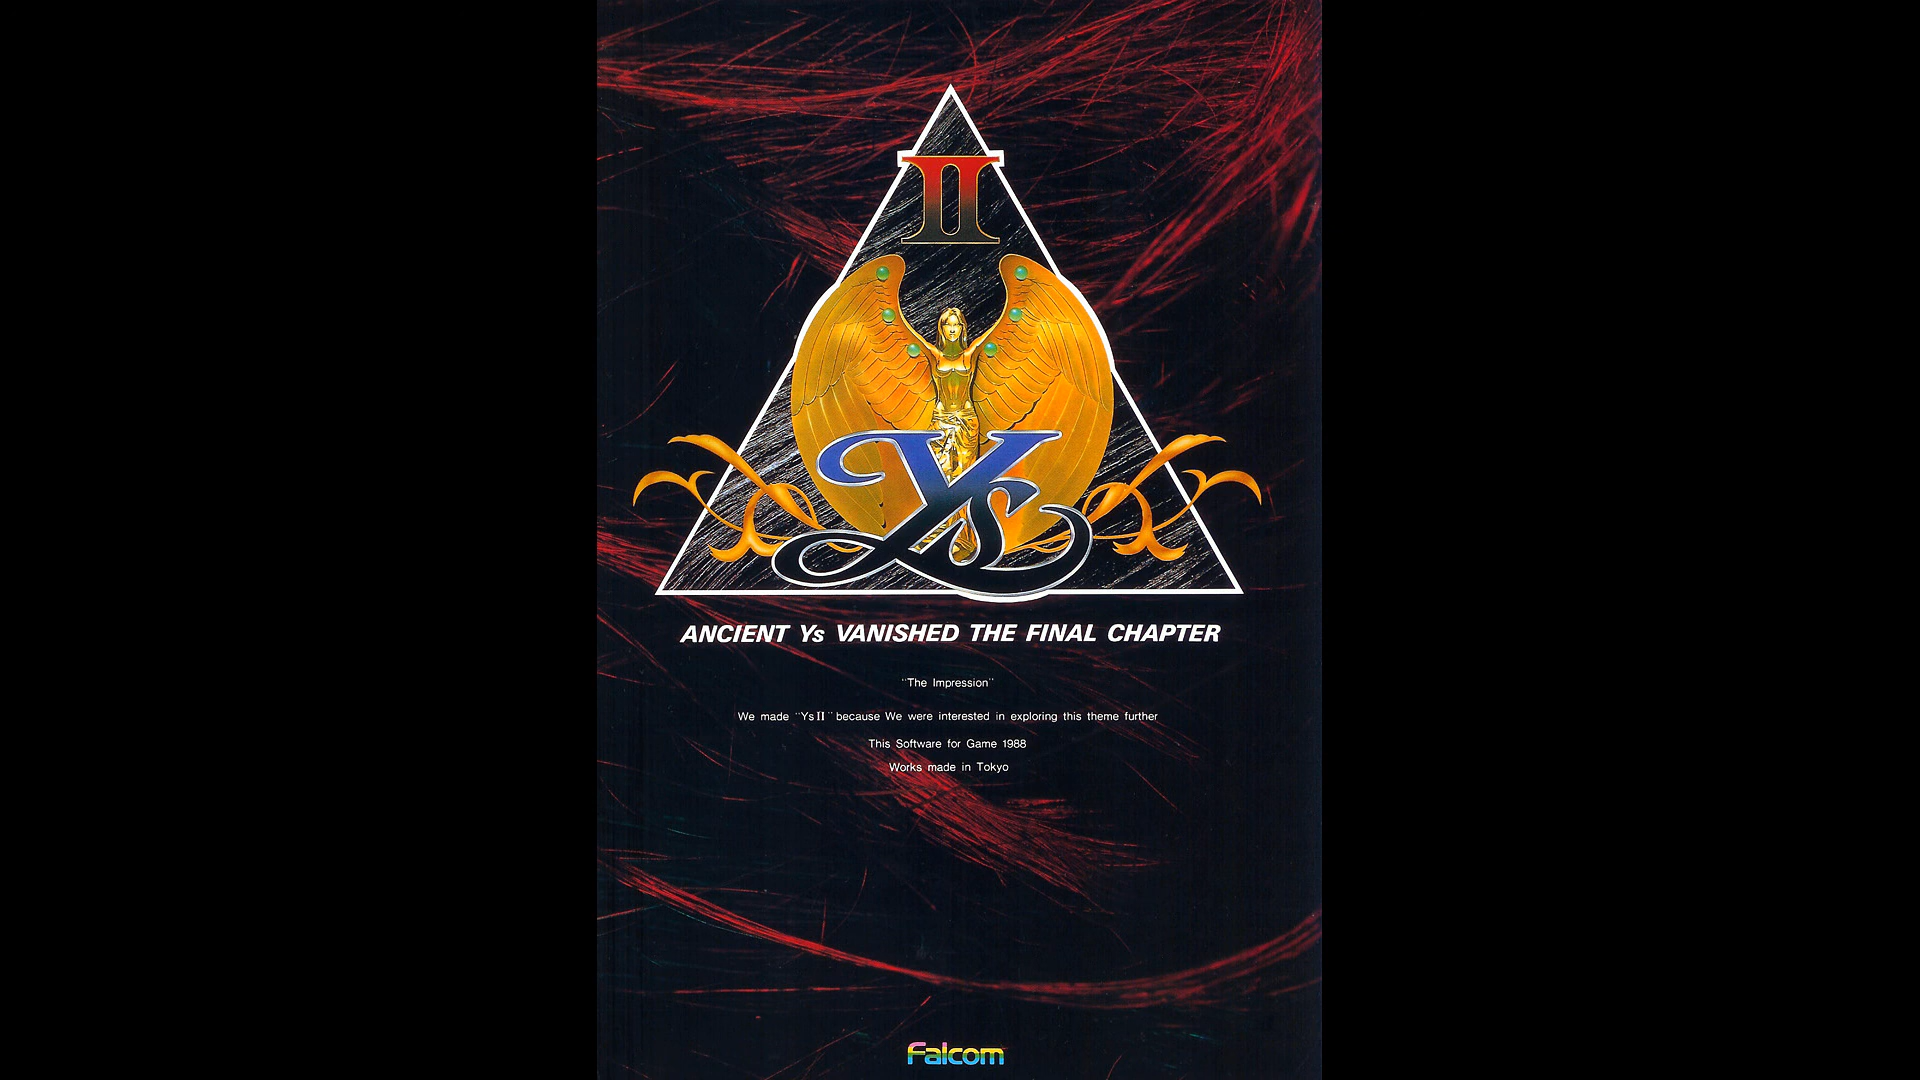 II
Ys
ANCIENT Ys VANISHED THE FINAL CHAPTER
"The Impression"
We made "Ys II" because We were interested in exploring this theme further
This Software for Game 1988
Works made in Tokyo
Falcom